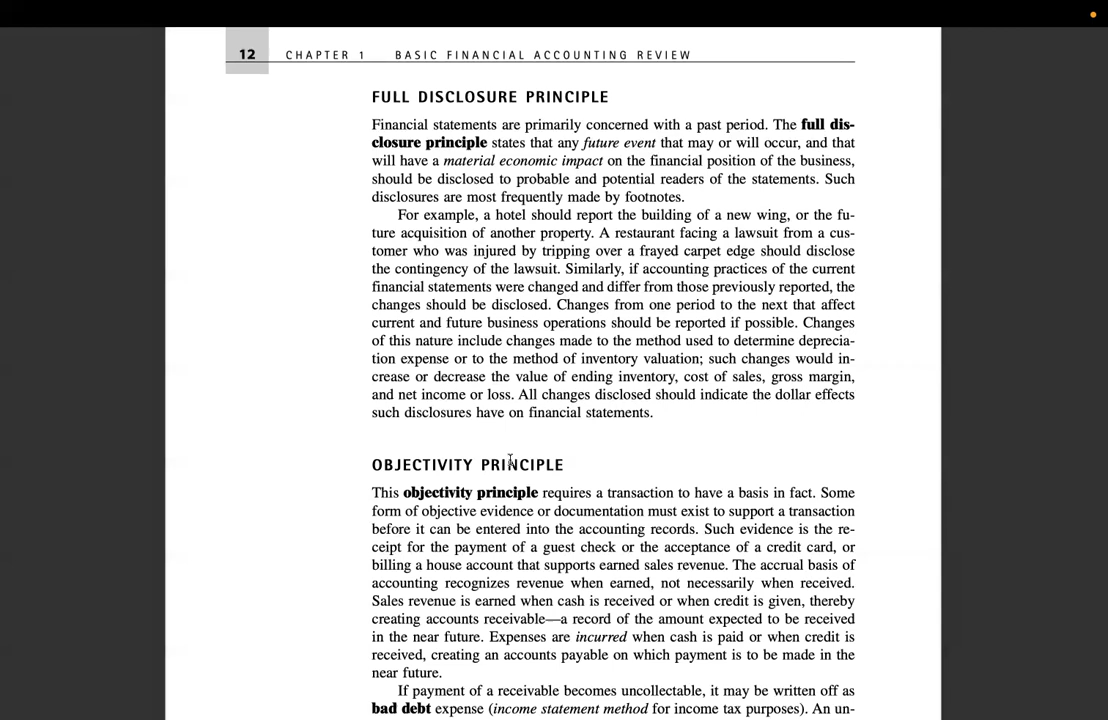 12 CHAPTER 1 BASIC FINANCIAL ACCOUNTING REVIEW
FULL DISCLOSURE PRINCIPLE
Financial statements are primarily concerned with a past period. The full dis-
closure principle states that any future event that may or will occur, and that
will have a material economic impact on the financial position of the business,
should be disclosed to probable and potential readers of the statements. Such
disclosures are most frequently made by footnotes.
For example, a hotel should report the building of a new wing, or the fu-
ture acquisition of another property. A restaurant facing a lawsuit from a cus-
tomer who was injured by tripping over a frayed carpet edge should disclose
the contingency of the lawsuit. Similarly, if accounting practices of the current
financial statements were changed and differ from those previously reported, the
changes should be disclosed. Changes from one period to the next that affect
current and future business operations should be reported if possible. Changes
of this nature include changes made to the method used to determine deprecia-
tion expense or to the method of inventory valuation; such changes would in-
crease or decrease the value of ending inventory, cost of sales, gross margin,
and net income or loss. All changes disclosed should indicate the dollar effects
such disclosures have on financial statements.
OBJECTIVITY PRINCIPLE
This objectivity principle requires a transaction to have a basis in fact. Some
form of objective evidence or documentation must exist to support a transaction
before it can be entered into the accounting records. Such evidence is the re-
ceipt for the payment of a guest check or the acceptance of a credit card, or
billing a house account that supports earned sales revenue. The accrual basis of
accounting recognizes revenue when earned, not necessarily when received.
Sales revenue is earned when cash is received or when credit is given, thereby
creating accounts receivable—a record of the amount expected to be received
in the near future. Expenses are incurred when cash is paid or when credit is
received, creating an accounts payable on which payment is to be made in the
near future.
If payment of a receivable becomes uncollectable, it may be written off as
bad debt expense (income statement method for income tax purposes). An un-